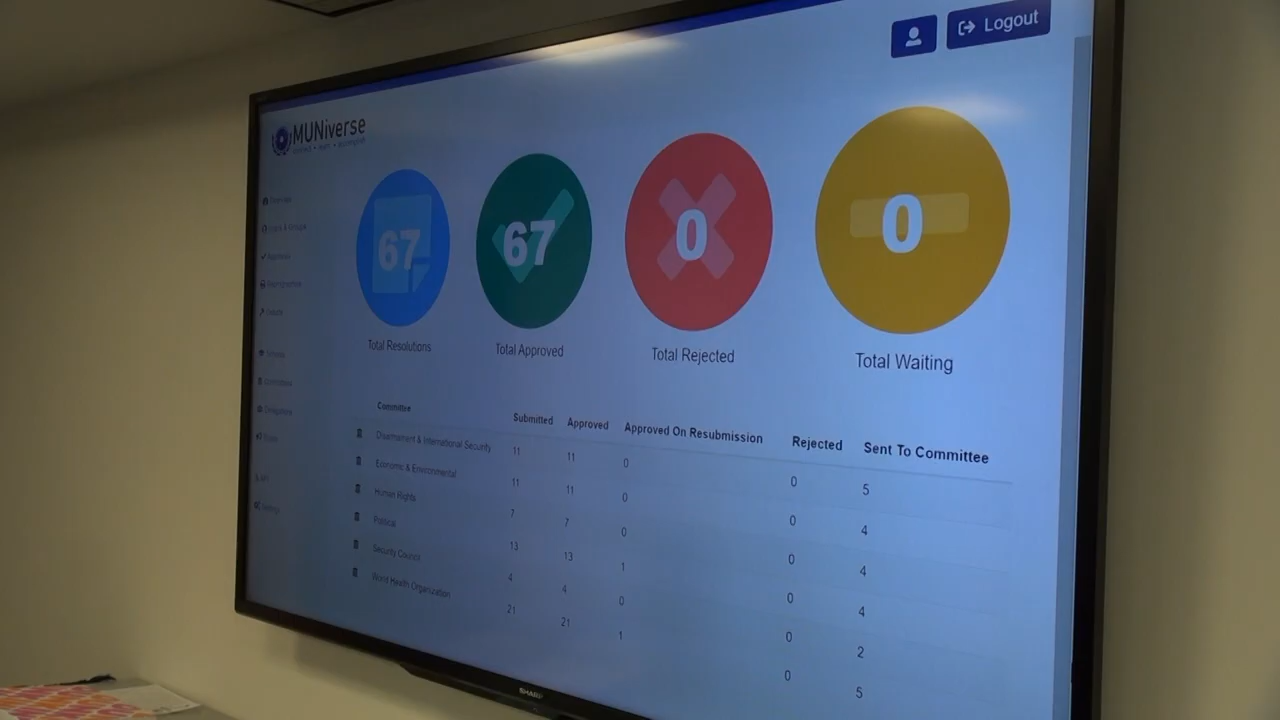 Logout
MUNiverse
67
67
0
0
Total Resolutions
Total Approved
Total Rejected
Total Waiting
Committee Submitted Approved Approved On Resubmission Rejected Sent To Committee
Disarmament & International Security 11 11 0 0 5
Economic & Environmental 11 11 0 0 4
Human Rights 7 7 0 0 4
Political 13 13 1 0 4
Security Council 4 4 0 0 2
World Health Organization 21 21 1 0 5
SHARP